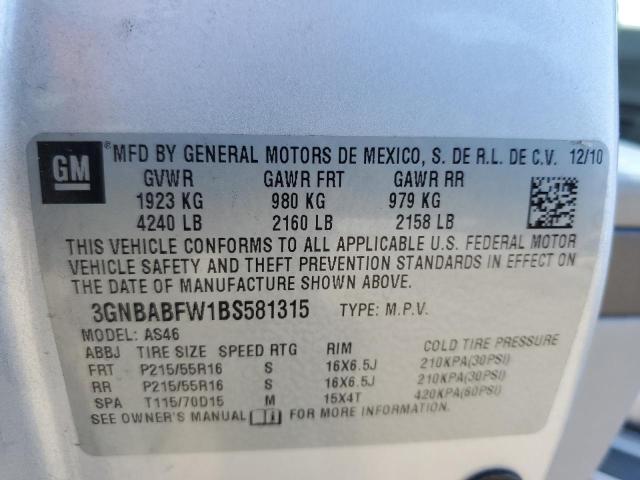 GM ® MFD BY GENERAL MOTORS DE MEXICO, S. DE R.L. DE C.V. 12/10
GVWR GAWR FRT GAWR RR
1923 KG 980 KG 979 KG
4240 LB 2160 LB 2158 LB
THIS VEHICLE CONFORMS TO ALL APPLICABLE U.S. FEDERAL MOTOR
VEHICLE SAFETY AND THEFT PREVENTION STANDARDS IN EFFECT ON
THE DATE OF MANUFACTURE SHOWN ABOVE.
3GNBABFW1BS581315 TYPE: M.P.V.
MODEL: AS46
ABBJ TIRE SIZE SPEED RTG RIM COLD TIRE PRESSURE
FRT P215/55R16 S 16X6.5J 210KPA(30PSI)
RR P215/55R16 S 16X6.5J 210KPA(30PSI)
SPA T115/70D15 M 15X4T 420KPA(60PSI)
SEE OWNER'S MANUAL FOR MORE INFORMATION.